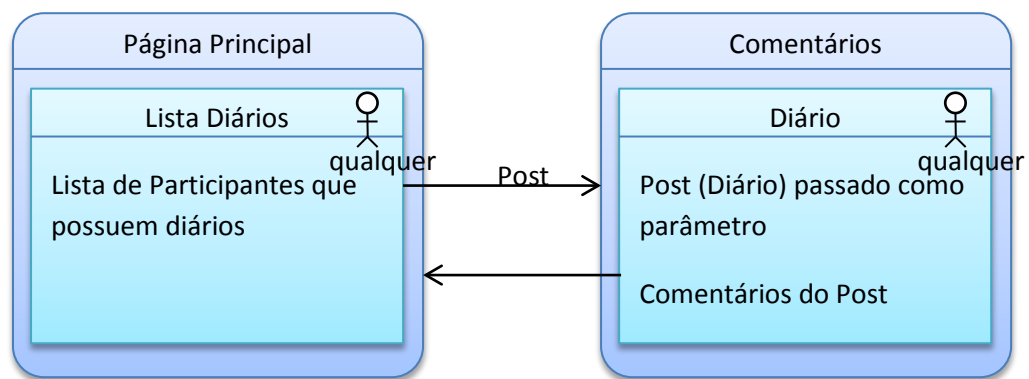 Página Principal
Lista Diários
qualquer
Lista de Participantes que
possuem diários
Post
Comentários
Diário
qualquer
Post (Diário) passado como
parâmetro
Comentários do Post